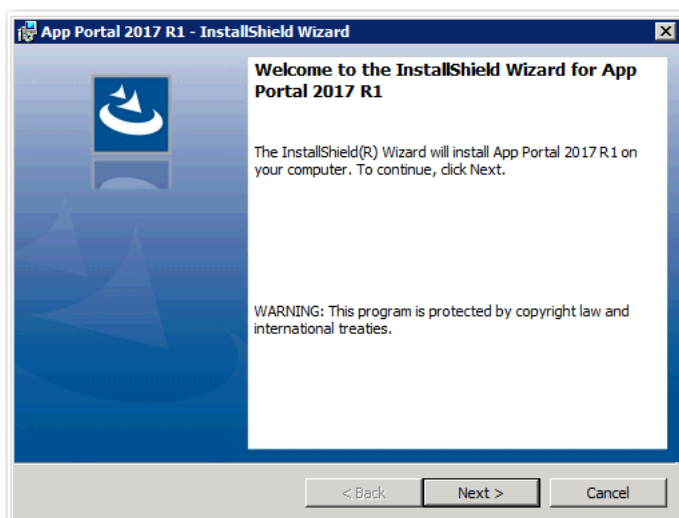 App Portal 2017 R1 - InstallShield Wizard
Welcome to the InstallShield Wizard for App
Portal 2017 R1
The InstallShield(R) Wizard will install App Portal 2017 R1 on
your computer. To continue, click Next.
WARNING: This program is protected by copyright law and
international treaties.
< Back
Next >
Cancel